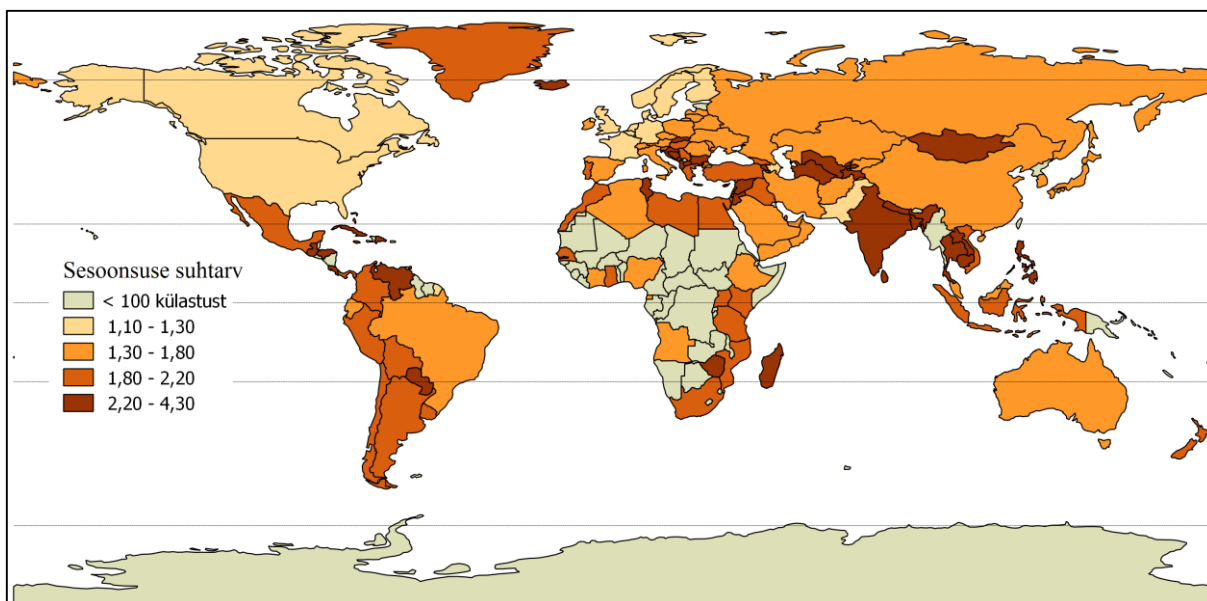 Sesoonsuse suhtarv
< 100 külastust
1,10 - 1,30
1,30 - 1,80
1,80 - 2,20
2,20 - 4,30